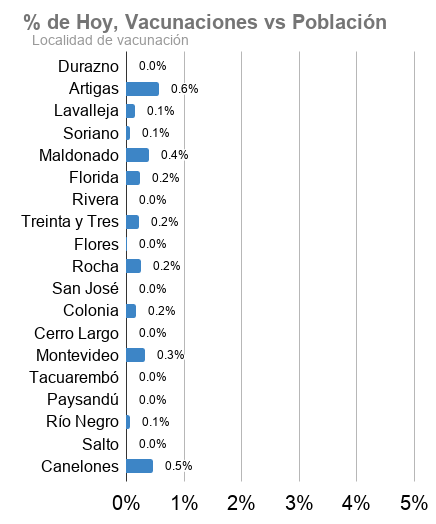 % de Hoy, Vacunaciones vs Población
Localidad de vacunación
Durazno 0.0%
Artigas 0.6%
Lavalleja 0.1%
Soriano 0.1%
Maldonado 0.4%
Florida 0.2%
Rivera 0.0%
Treinta y Tres 0.2%
Flores 0.0%
Rocha 0.2%
San José 0.0%
Colonia 0.2%
Cerro Largo 0.0%
Montevideo 0.3%
Tacuarembó 0.0%
Paysandú 0.0%
Río Negro 0.1%
Salto 0.0%
Canelones 0.5%
0% 1% 2% 3% 4% 5%